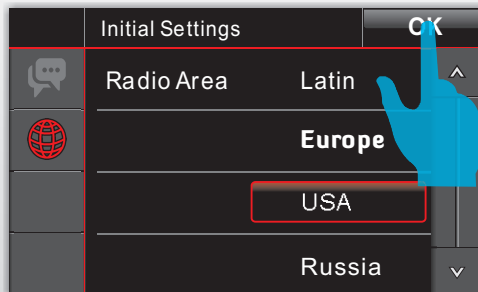 Initial Settings OK
Radio Area Latin
Europe
USA
Russia